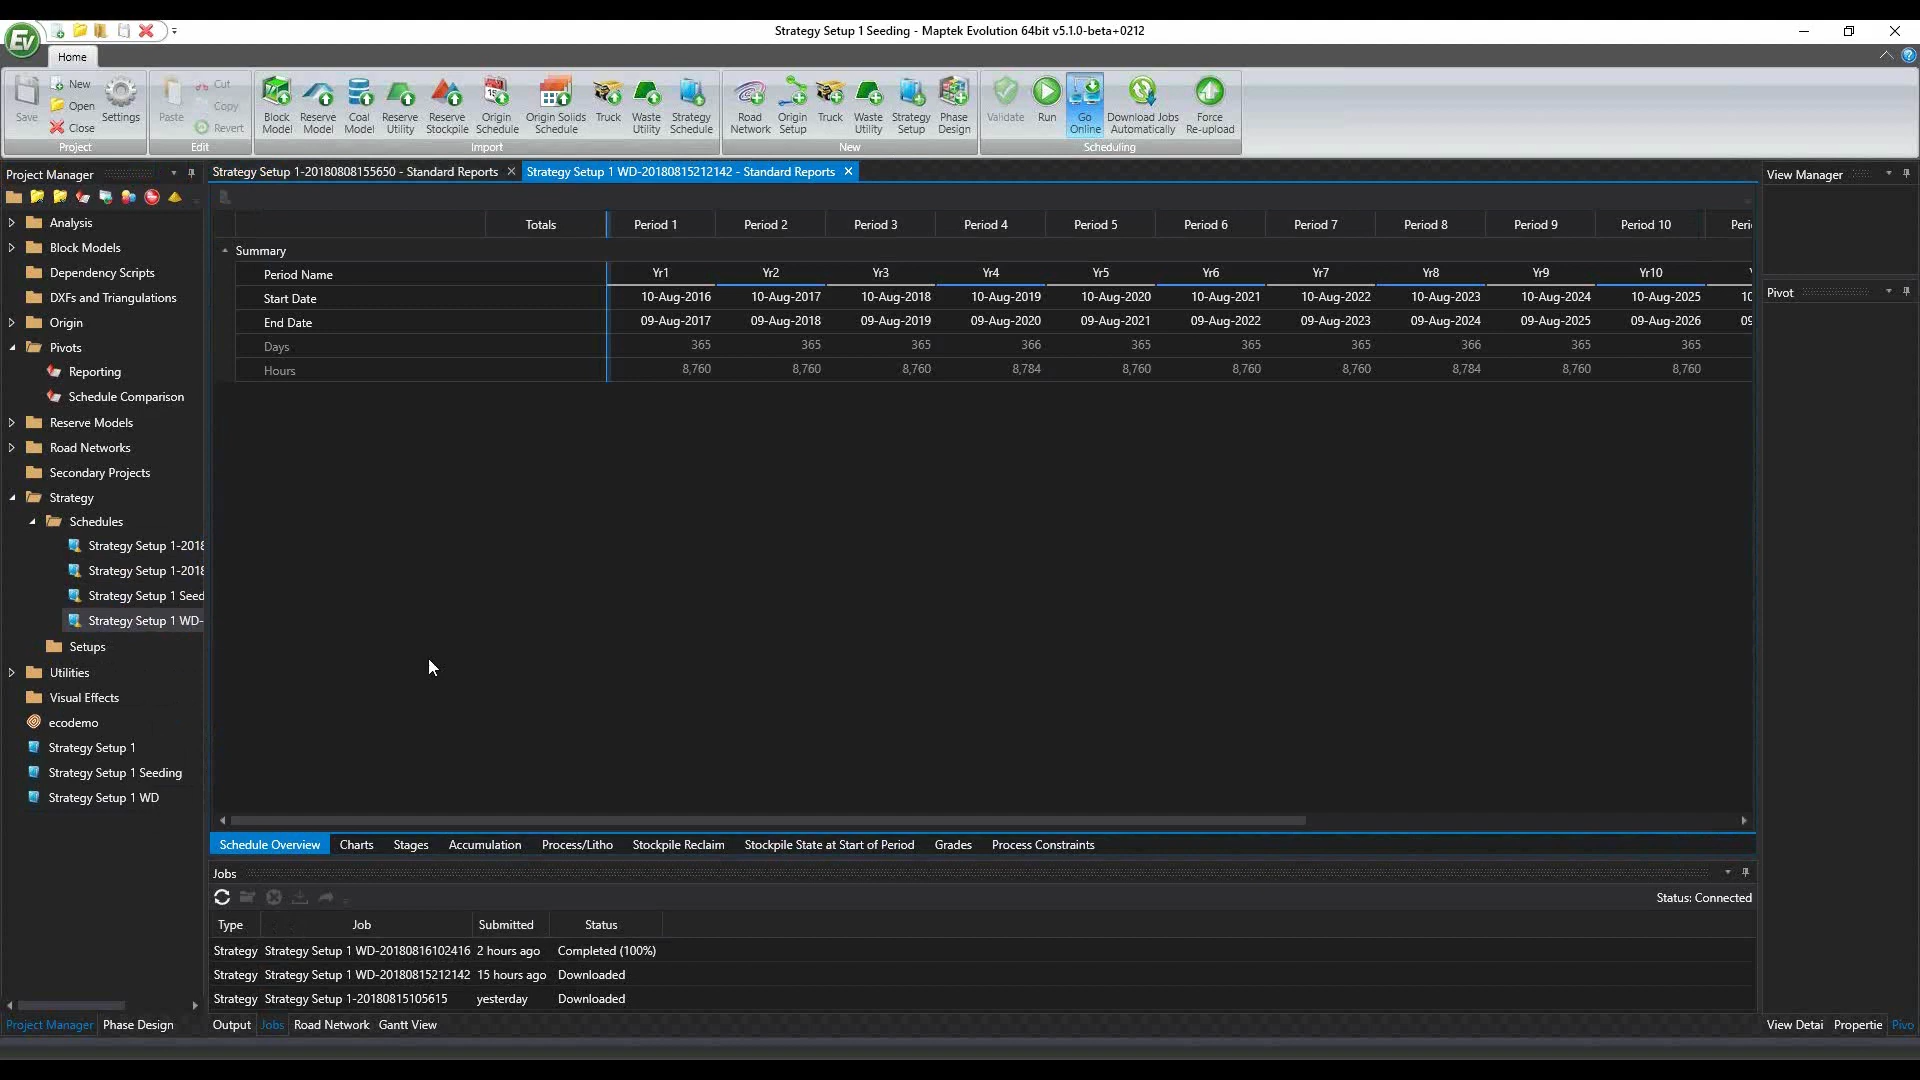 Strategy Setup 1 Seeding - Maptek Evolution 64bit v5.1.0-beta+0212
Home
Save
New
Open
Close
Settings
Project
Paste
Cut
Copy
Revert
Edit
Block Model
Reserve Model
Coal Model
Reserve Utility
Reserve Stockpile
Origin Schedule
Origin Solids Schedule
Truck
Waste Utility
Strategy Schedule
Import
Road Network
Origin Setup
Truck
Waste Utility
Strategy Setup
Phase Design
New
Validate
Run
Go Online
Download Jobs Automatically
Force Re-upload
Scheduling
Project Manager
Analysis
Block Models
Dependency Scripts
DXFs and Triangulations
Origin
Pivots
Reporting
Schedule Comparison
Reserve Models
Road Networks
Secondary Projects
Strategy
Schedules
Strategy Setup 1-2018
Strategy Setup 1-2018
Strategy Setup 1 Seed
Strategy Setup 1 WD-
Setups
Utilities
Visual Effects
ecodemo
Strategy Setup 1
Strategy Setup 1 Seeding
Strategy Setup 1 WD
Project Manager Phase Design
Strategy Setup 1-20180808155650 - Standard Reports
Strategy Setup 1 WD-20180815212142 - Standard Reports
Totals Period 1 Period 2 Period 3 Period 4 Period 5 Period 6 Period 7 Period 8 Period 9 Period 10 Peri
Summary
Period Name Yr1 Yr2 Yr3 Yr4 Yr5 Yr6 Yr7 Yr8 Yr9 Yr10
Start Date 10-Aug-2016 10-Aug-2017 10-Aug-2018 10-Aug-2019 10-Aug-2020 10-Aug-2021 10-Aug-2022 10-Aug-2023 10-Aug-2024 10-Aug-2025 10
End Date 09-Aug-2017 09-Aug-2018 09-Aug-2019 09-Aug-2020 09-Aug-2021 09-Aug-2022 09-Aug-2023 09-Aug-2024 09-Aug-2025 09-Aug-2026 09
Days 365 365 365 366 365 365 365 366 365 365
Hours 8,760 8,760 8,760 8,784 8,760 8,760 8,760 8,784 8,760 8,760
Schedule Overview Charts Stages Accumulation Process/Litho Stockpile Reclaim Stockpile State at Start of Period Grades Process Constraints
Jobs
Status: Connected
Type Job Submitted Status
Strategy Strategy Setup 1 WD-20180816102416 2 hours ago Completed (100%)
Strategy Strategy Setup 1 WD-20180815212142 15 hours ago Downloaded
Strategy Strategy Setup 1-20180815105615 yesterday Downloaded
Output Jobs Road Network Gantt View
View Manager
Pivot
View Detai Propertie Pivo